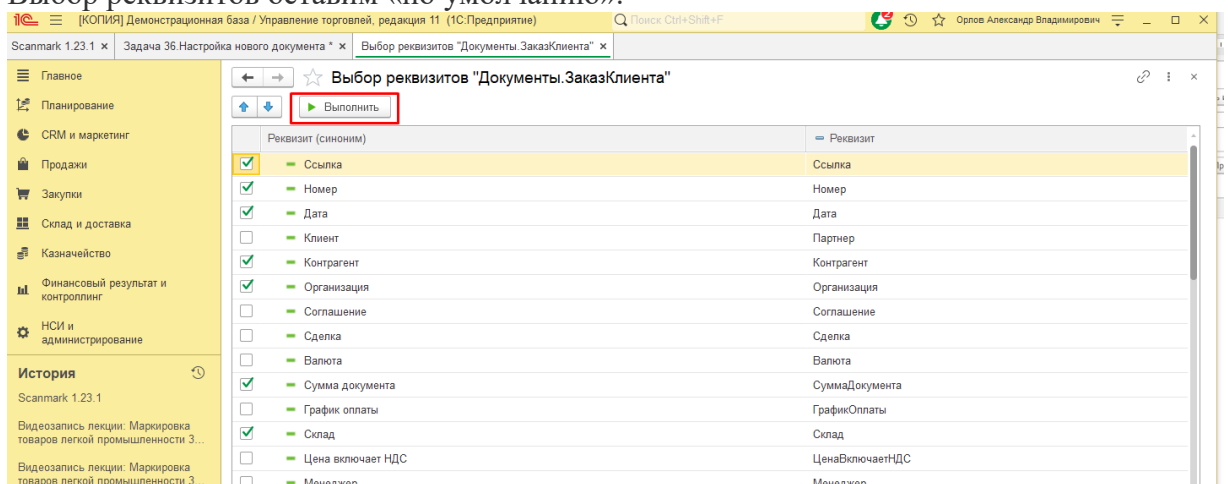 Выбор реквизитов оставим «по умолчанию».
[КОПИЯ] Демонстрационная база / Управление торговлей, редакция 11 (1С:Предприятие)
Поиск Ctrl+Shift+F
Орлов Александр Владимирович
Scanmark 1.23.1 ×
Задача 36.Настройка нового документа * ×
Выбор реквизитов "Документы.ЗаказКлиента" ×
Главное
Планирование
CRM и маркетинг
Продажи
Закупки
Склад и доставка
Казначейство
Финансовый результат и
контроллинг
НСИ и
администрирование
История
Scanmark 1.23.1
Видеозапись лекции: Маркировка
товаров легкой промышленности 3...
Видеозапись лекции: Маркировка
товаров легкой промышленности 3...
Выбор реквизитов "Документы.ЗаказКлиента"
Выполнить
Реквизит (синоним) Реквизит
Ссылка Ссылка
Номер Номер
Дата Дата
Клиент Партнер
Контрагент Контрагент
Организация Организация
Соглашение Соглашение
Сделка Сделка
Валюта Валюта
Сумма документа СуммаДокумента
График оплаты ГрафикОплаты
Склад Склад
Цена включает НДС ЦенаВключаетНДС
Менеджер Менеджер